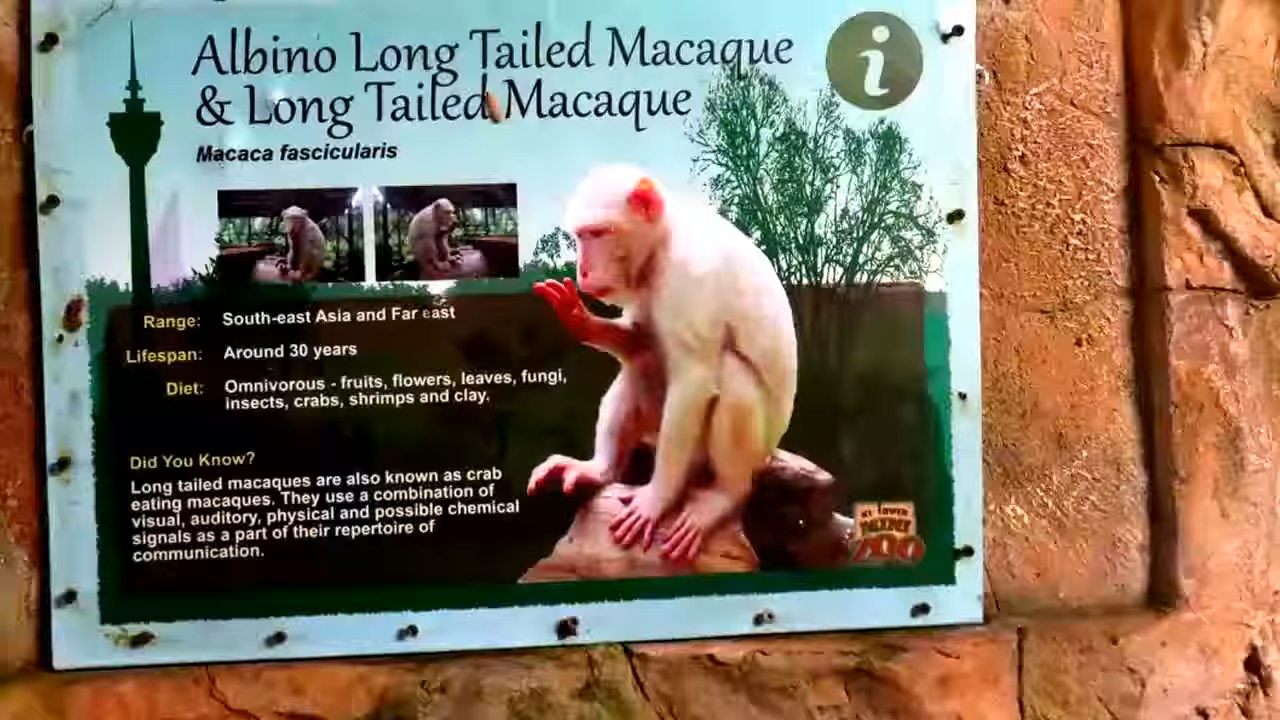 Albino Long Tailed Macaque
& Long Tailed Macaque
i
Macaca fascicularis
Range: South-east Asia and Far east
Lifespan: Around 30 years
Diet: Omnivorous - fruits, flowers, leaves, fungi,
insects, crabs, shrimps and clay.
Did You Know?
Long tailed macaques are also known as crab
eating macaques. They use a combination of
visual, auditory, physical and possible chemical
signals as a part of their repertoire of
communication.
KL TOWER
MINI
ZOO